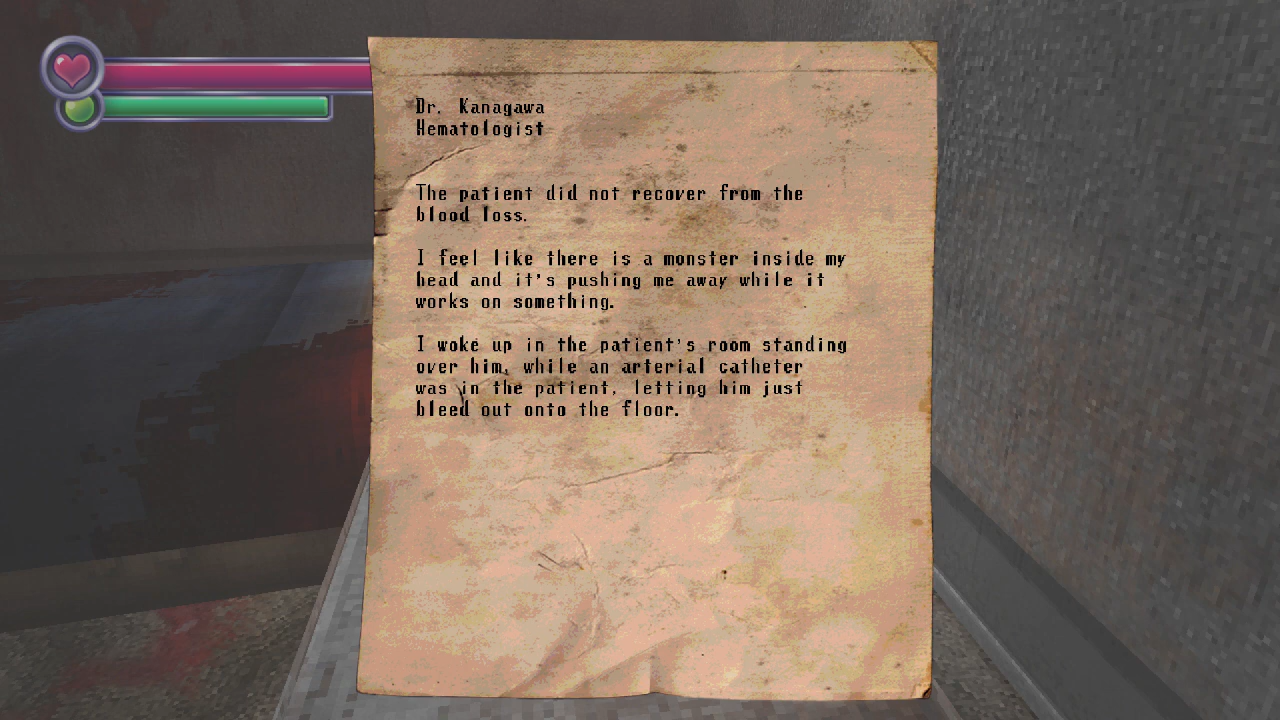 Dr. Kanagawa
Hematologist
The patient did not recover from the
blood loss.
I feel like there is a monster inside my
head and it's pushing me away while it
works on something.
I woke up in the patient's room standing
over him, while an arterial catheter
was in the patient, letting him just
bleed out onto the floor.